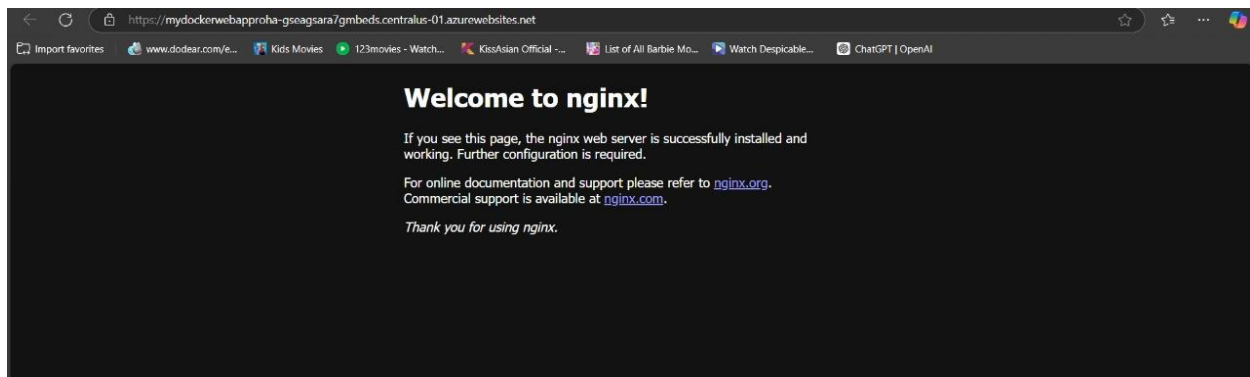 https://mydockerwebapproha-gseagsara7gmbeds.centralus-01.azurewebsites.net
Import favorites www.dodear.com/e... Kids Movies 123movies - Watch... KissAsian Official -... List of All Barbie Mo... Watch Despicable... ChatGPT | OpenAI
Welcome to nginx!
If you see this page, the nginx web server is successfully installed and
working. Further configuration is required.
For online documentation and support please refer to nginx.org.
Commercial support is available at nginx.com.
Thank you for using nginx.